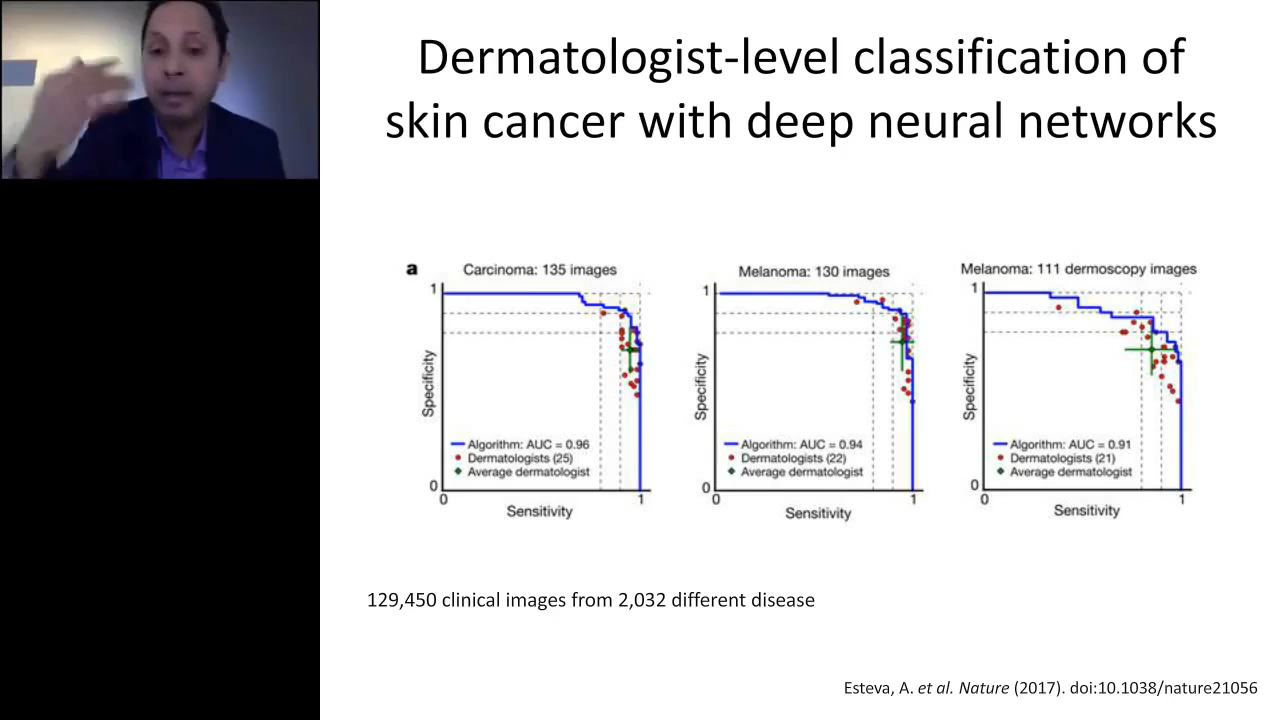 Dermatologist-level classification of
skin cancer with deep neural networks
a
Carcinoma: 135 images
1
Specificity
Algorithm: AUC = 0.96
Dermatologists (25)
Average dermatologist
0
0
1
Sensitivity
Melanoma: 130 images
1
Specificity
Algorithm: AUC = 0.94
Dermatologists (22)
Average dermatologist
0
0
1
Sensitivity
Melanoma: 111 dermoscopy images
1
Specificity
Algorithm: AUC = 0.91
Dermatologists (21)
Average dermatologist
0
0
1
Sensitivity
129,450 clinical images from 2,032 different disease
Esteva, A. et al. Nature (2017). doi:10.1038/nature21056